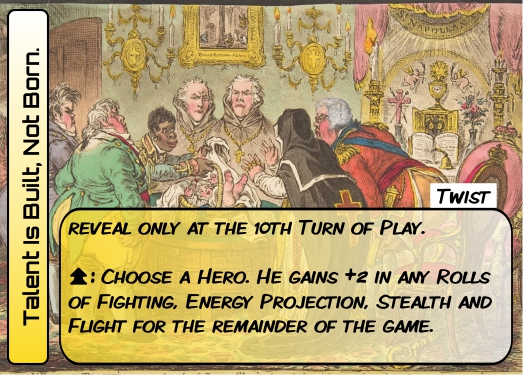 Talent Is Built, Not Born.
Twist
reveal only at the 10th Turn of Play.
: Choose a Hero. He gains +2 in any Rolls
of Fighting, Energy Projection, Stealth and
Flight for the remainder of the game.